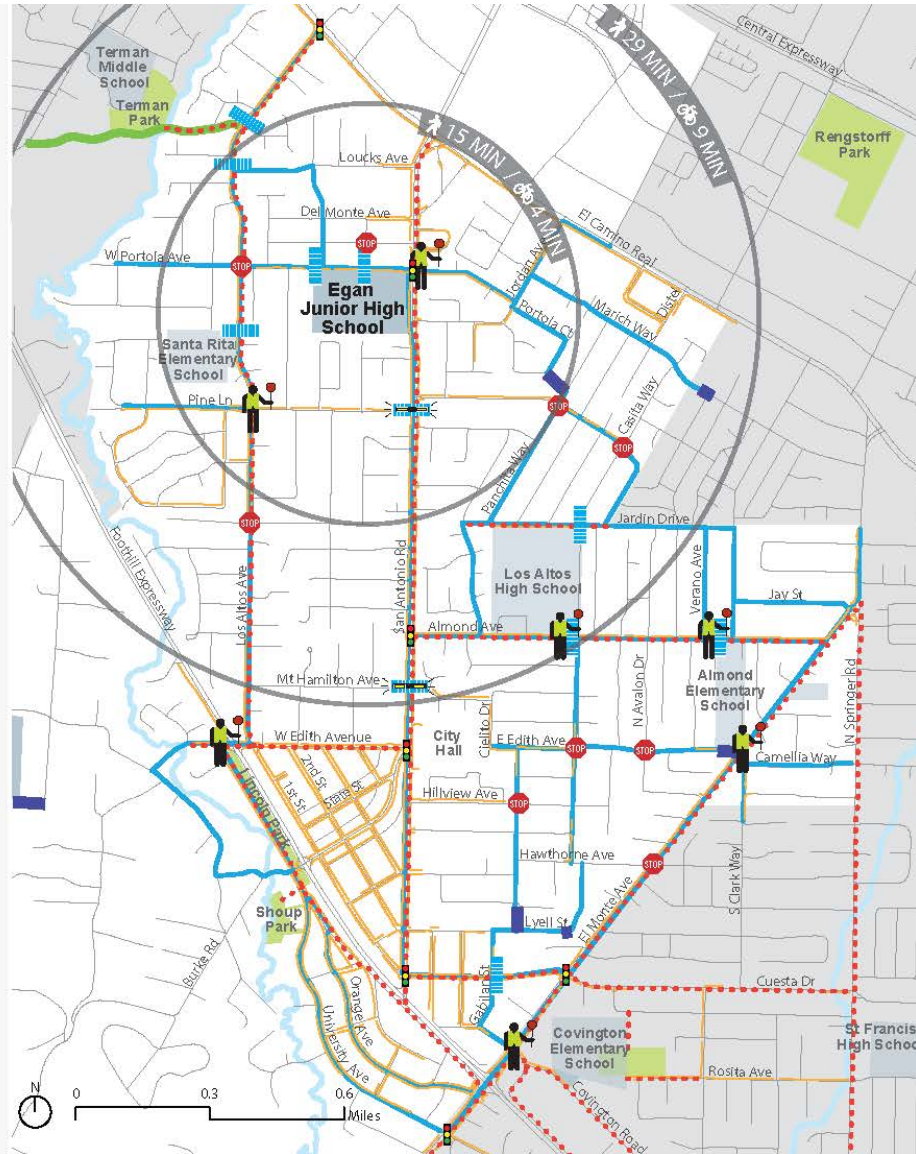 Terman
Middle
School
Terman
Park
Central Expressway
29 MIN / 9 MIN
Rengstorff
Park
15 MIN / 4 MIN
Loucks Ave
Del Monte Ave
El Camino Real
W Portola Ave
STOP
STOP
Egan
Junior High
School
Jordan Av
Portola Ct
Marich Way
Distel
Santa Rita
Elementary
School
Pine Ln
STOP
Casita Way
STOP
Panchita Way
STOP
Jardin Drive
Foothill Expressway
Los Altos Ave
San Antonio Rd
Los Altos
High School
Verano Ave
Jay St
Almond Ave
Mt Hamilton Ave
Cielito Dr
N Avalon Dr
Almond
Elementary
School
N Springer Rd
W Edith Avenue
City
Hall
E Edith Ave
STOP
STOP
Camellia Way
Lincoln Park
2nd St
1st St
State St
Hillview Ave
STOP
Hawthorne Ave
STOP
El Monte Ave
S Clark Way
Shoup
Park
Lyell St
Burke Rd
Orange Ave
University Ave
Gabilan St
Cuesta Dr
Covington
Elementary
School
St Francis
High Schoo
Rosita Ave
Covington Road
N
0 0.3 0.6
Miles